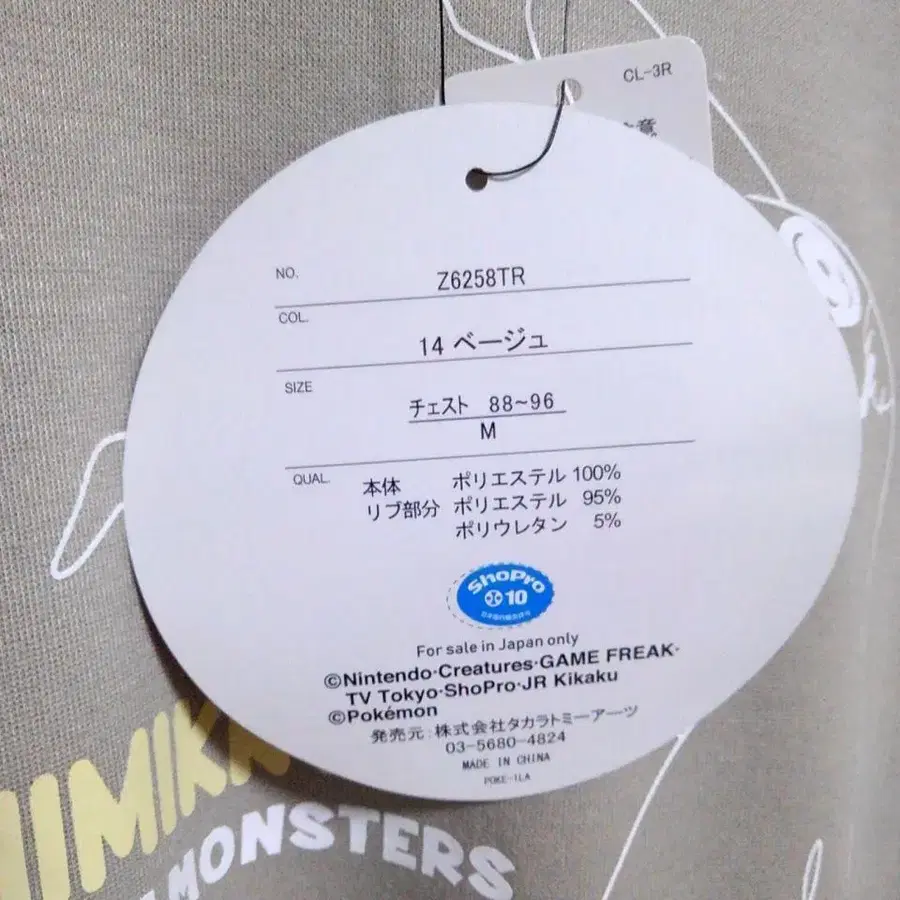 CL-3R
NO.
Z6258TR
COL.
14 ベージュ
SIZE
チェスト 88~96
M
QUAL.
本体 ポリエステル 100%
リブ部分 ポリエステル 95%
ポリウレタン 5%
ShoPro
10
For sale in Japan only
©Nintendo·Creatures·GAME FREAK·
TV Tokyo·ShoPro·JR Kikaku
©Pokémon
発売元:株式会社タカラトミーアーツ
03-5680-4824
MADE IN CHINA
POKE-ILA
MIMIK
MONSTERS